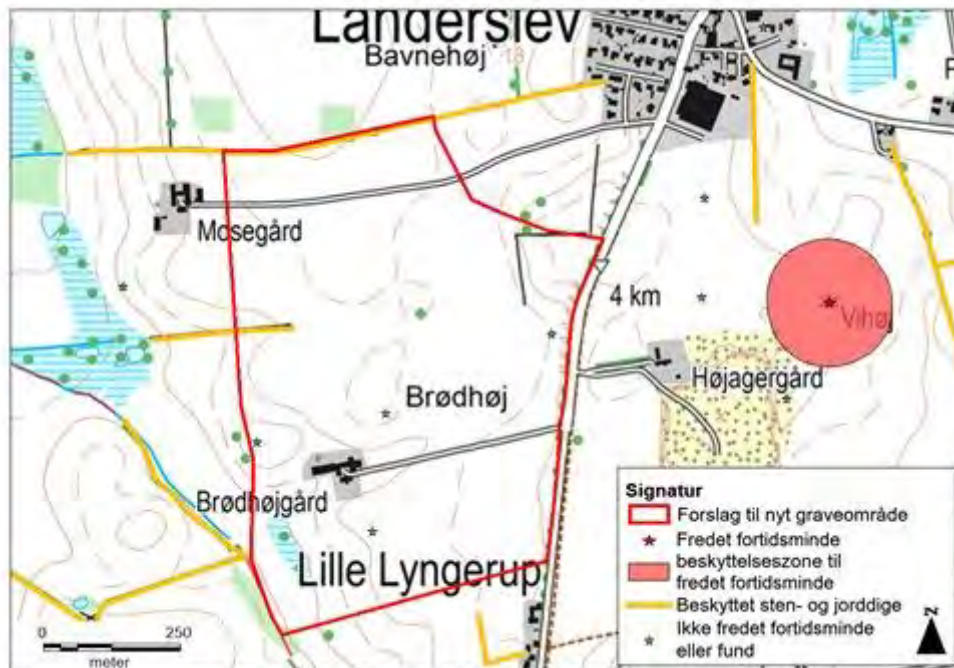 Landerslev
Bavnehøj
18
Mosegård
4 km
Vihøj
Brødhøj
Højagergård
Brødhøjgård
Lille Lyngerup
Signatur
Forslag til nyt graveområde
Fredet fortidsminde
beskyttelseszone til
fredet fortidsminde
Beskyttet sten- og jorddige
Ikke fredet fortidsminde
eller fund
0 250
meter
N